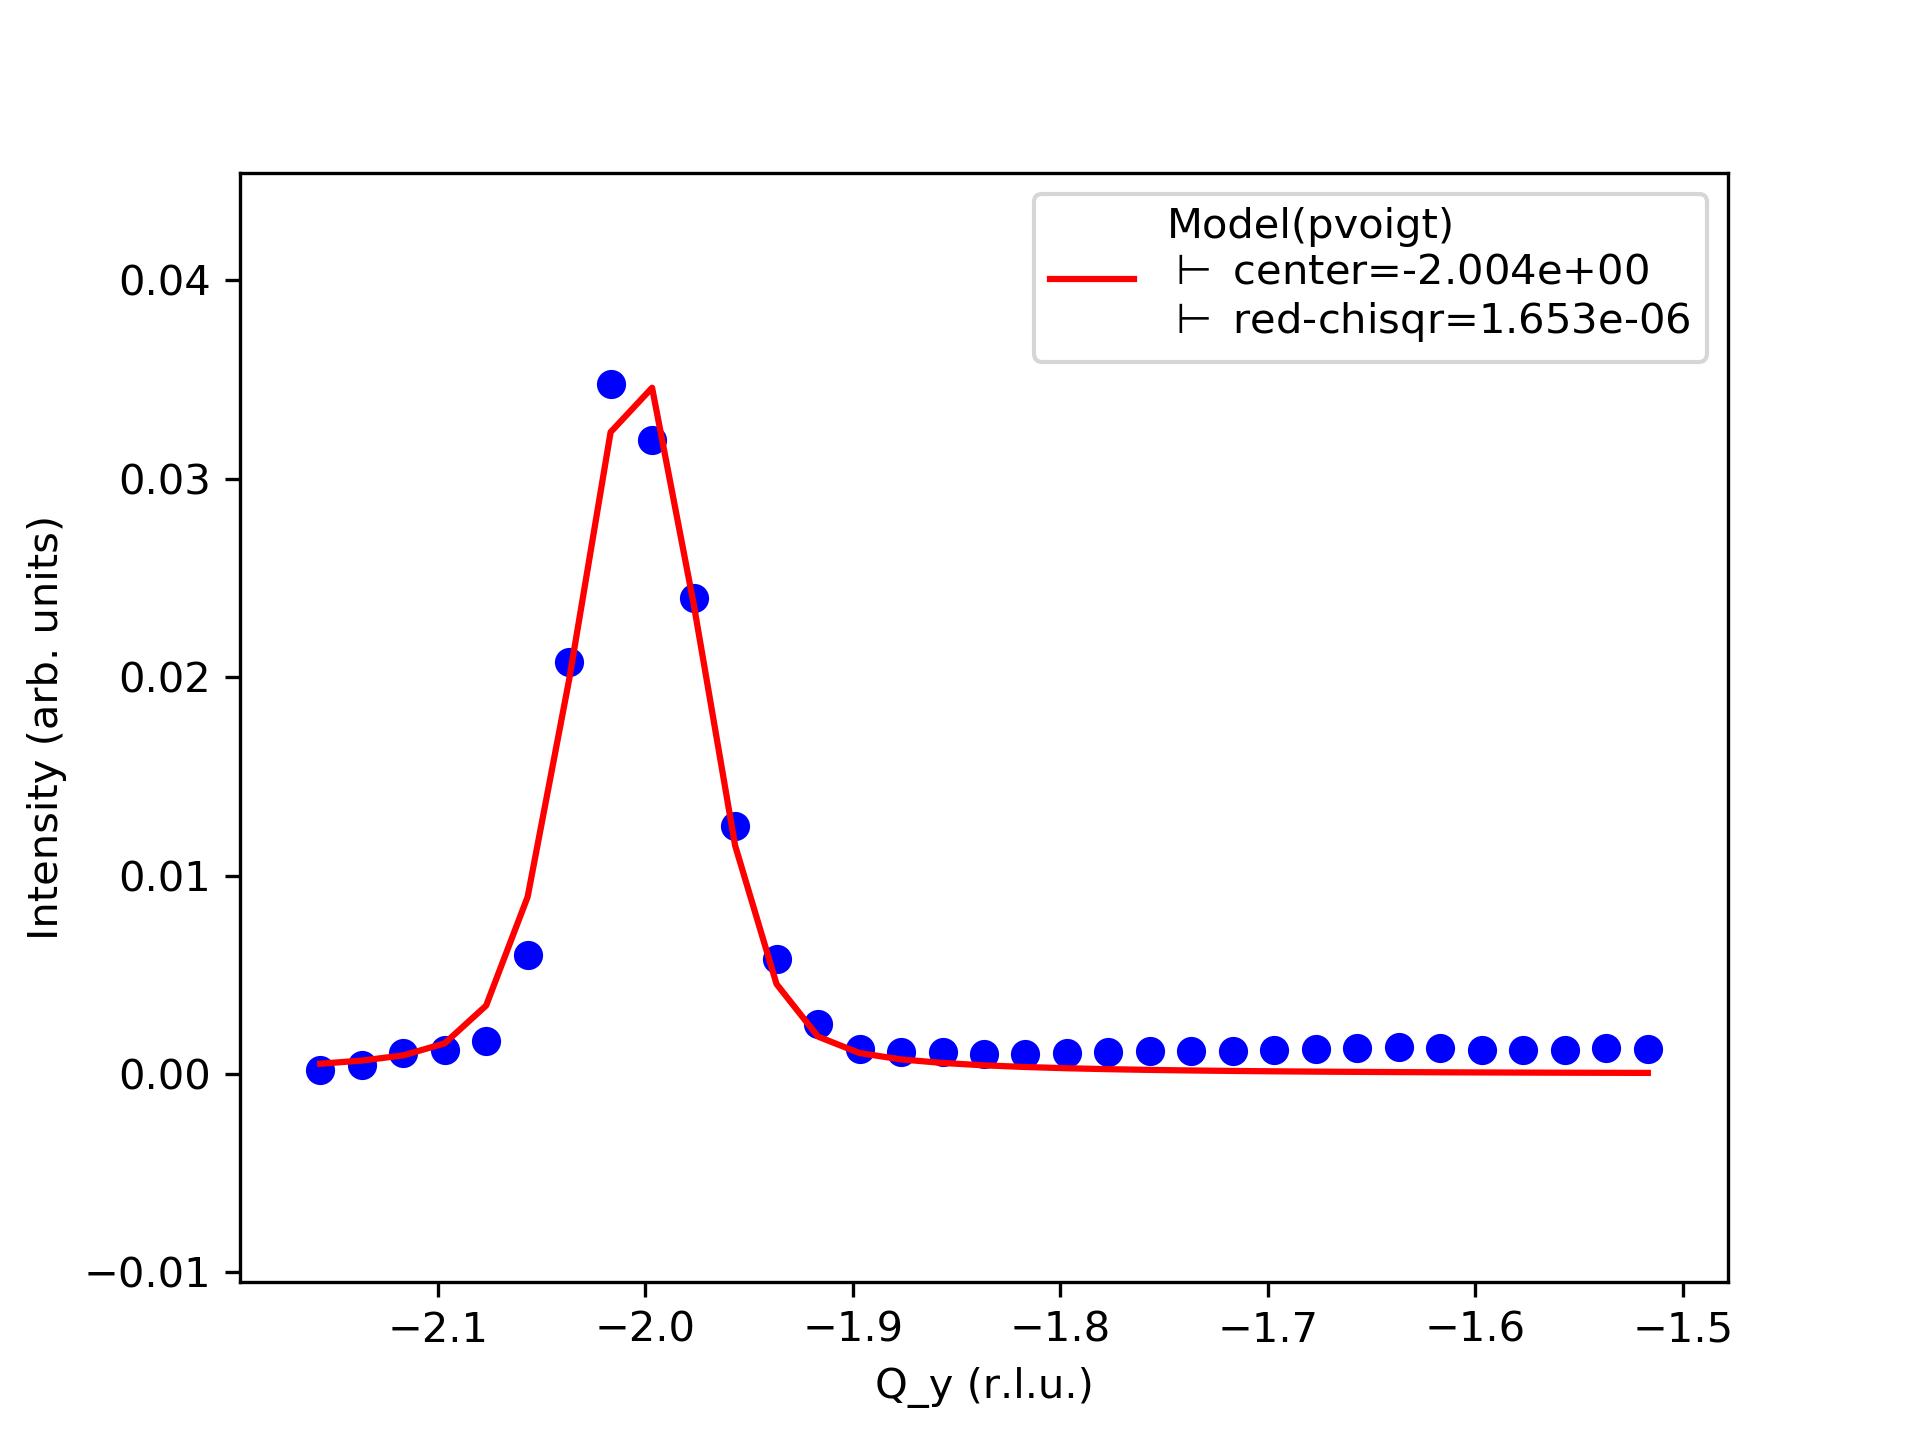 Model(pvoigt)
⊢ center=-2.004e+00
⊢ red-chisqr=1.653e-06
0.04
0.03
0.02
0.01
0.00
−0.01
Intensity (arb. units)
−2.1 −2.0 −1.9 −1.8 −1.7 −1.6 −1.5
Q_y (r.l.u.)